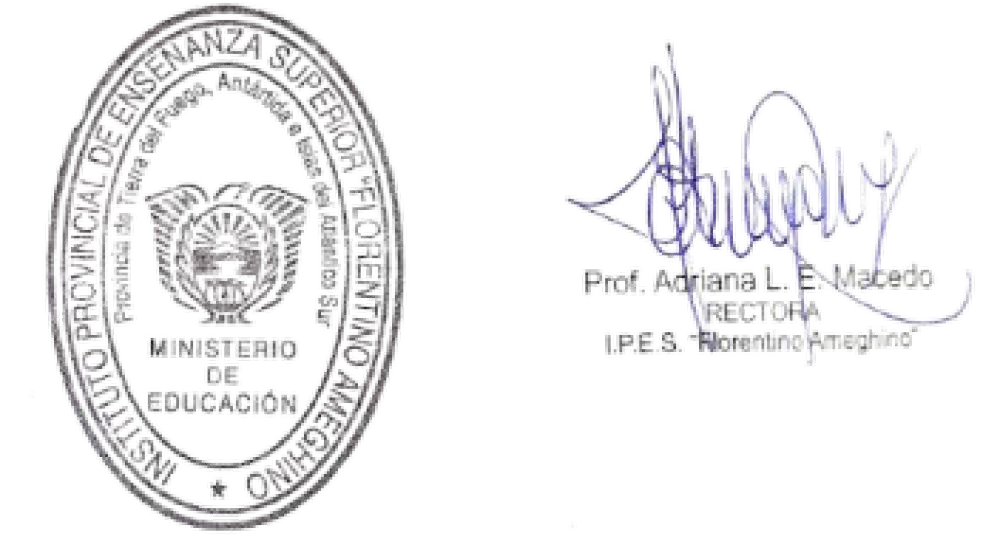 INSTITUTO PROVINCIAL DE ENSEÑANZA SUPERIOR "FLORENTINO AMEGHINO
Provincia de Tierra del Fuego, Antártida e Islas del Atlántico Sur
MINISTERIO
DE
EDUCACIÓN
Prof. Adriana L. E. Macedo
RECTORA
I.P.E.S. "Florentino Ameghino"